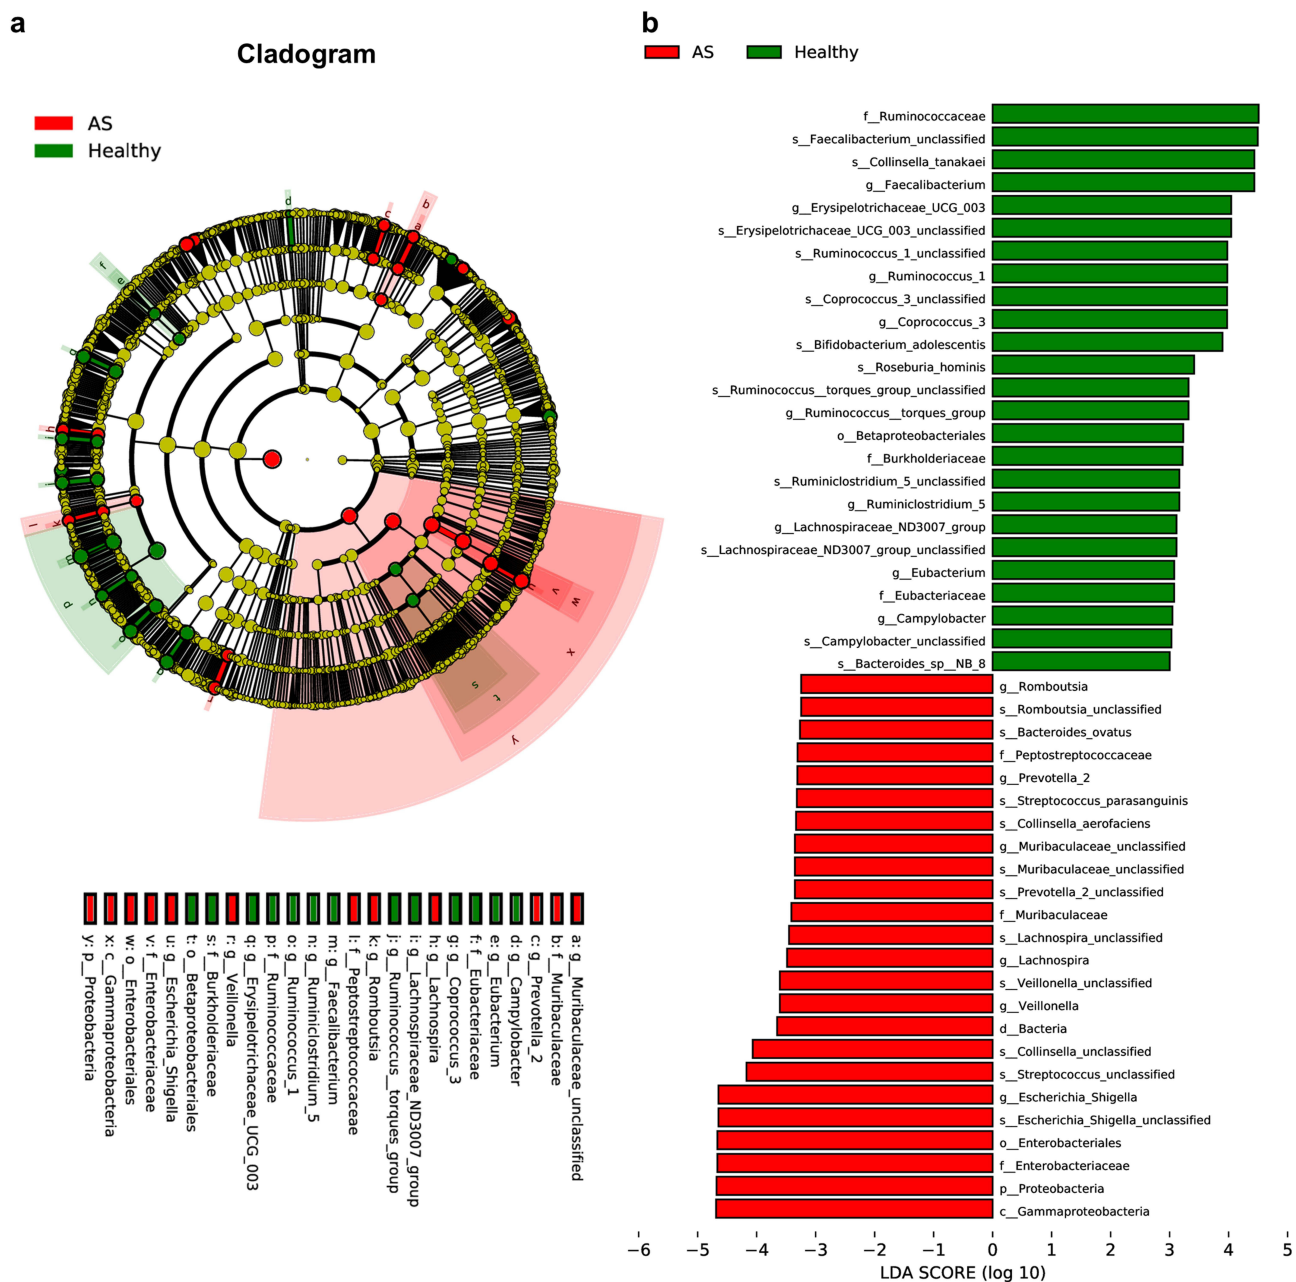 a
Cladogram
AS
Healthy
d
c
b
a
f
e
g
h
i
j
l
k
p
m
n
o
q
r
u
v
w
x
s
t
y
y: p__Proteobacteria
x: c__Gammaproteobacteria
w: o__Enterobacteriales
v: f__Enterobacteriaceae
u: g__Escherichia_Shigella
t: o__Betaproteobacteriales
s: f__Burkholderiaceae
r: g__Veillonella
q: g__Erysipelotrichaceae_UCG_003
p: f__Ruminococcaceae
o: g__Ruminococcus_1
n: g__Ruminiclostridium_5
m: g__Faecalibacterium
l: f__Peptostreptococcaceae
k: g__Romboutsia
j: g__Ruminococcus__torques_group
i: g__Lachnospiraceae_ND3007_group
h: g__Lachnospira
g: g__Coprococcus_3
f: f__Eubacteriaceae
e: g__Eubacterium
d: g__Campylobacter
c: g__Prevotella_2
b: f__Muribaculaceae
a: g__Muribaculaceae_unclassified
b
AS
Healthy
f__Ruminococcaceae
s__Faecalibacterium_unclassified
s__Collinsella_tanakaei
g__Faecalibacterium
g__Erysipelotrichaceae_UCG_003
s__Erysipelotrichaceae_UCG_003_unclassified
s__Ruminococcus_1_unclassified
g__Ruminococcus_1
s__Coprococcus_3_unclassified
g__Coprococcus_3
s__Bifidobacterium_adolescentis
s__Roseburia_hominis
s__Ruminococcus__torques_group_unclassified
g__Ruminococcus__torques_group
o__Betaproteobacteriales
f__Burkholderiaceae
s__Ruminiclostridium_5_unclassified
g__Ruminiclostridium_5
g__Lachnospiraceae_ND3007_group
s__Lachnospiraceae_ND3007_group_unclassified
g__Eubacterium
f__Eubacteriaceae
g__Campylobacter
s__Campylobacter_unclassified
s__Bacteroides_sp__NB_8
g__Romboutsia
s__Romboutsia_unclassified
s__Bacteroides_ovatus
f__Peptostreptococcaceae
g__Prevotella_2
s__Streptococcus_parasanguinis
s__Collinsella_aerofaciens
g__Muribaculaceae_unclassified
s__Muribaculaceae_unclassified
s__Prevotella_2_unclassified
f__Muribaculaceae
s__Lachnospira_unclassified
g__Lachnospira
s__Veillonella_unclassified
g__Veillonella
d__Bacteria
s__Collinsella_unclassified
s__Streptococcus_unclassified
g__Escherichia_Shigella
s__Escherichia_Shigella_unclassified
o__Enterobacteriales
f__Enterobacteriaceae
p__Proteobacteria
c__Gammaproteobacteria
−6 −5 −4 −3 −2 −1 0 1 2 3 4 5
LDA SCORE (log 10)